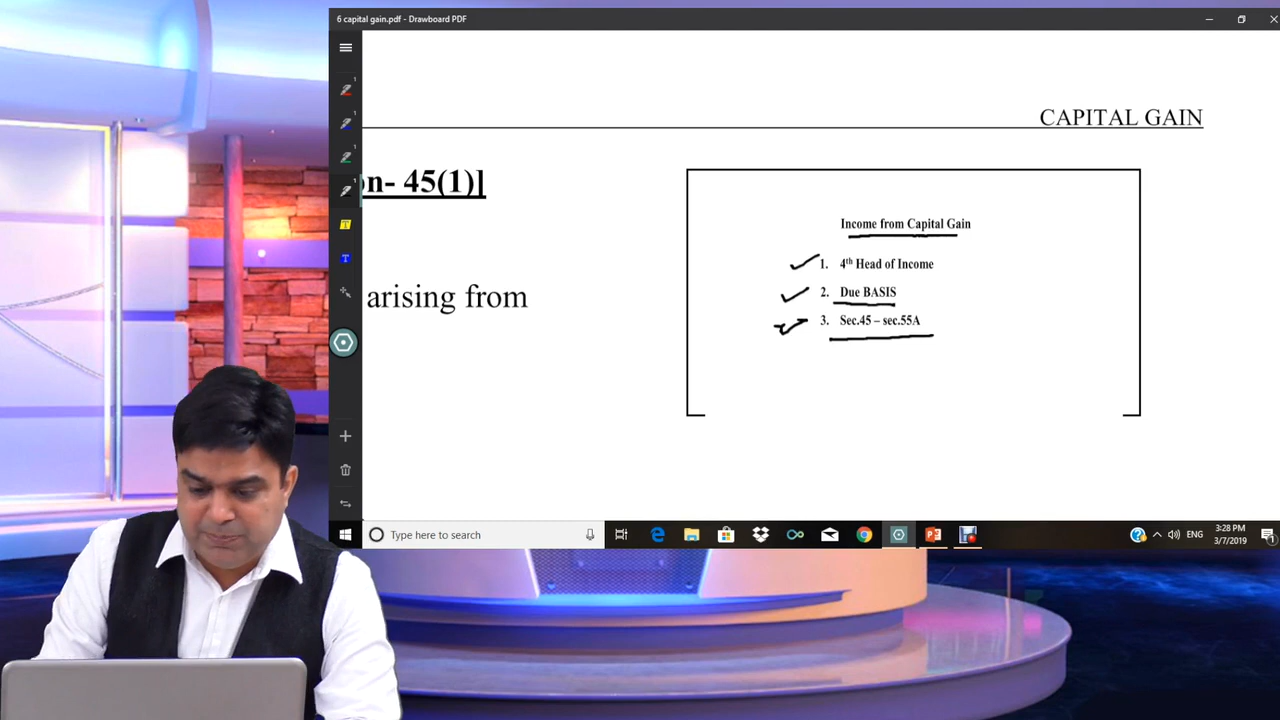 6 capital gain.pdf - Drawboard PDF
CAPITAL GAIN
n- 45(1)]
arising from
Income from Capital Gain
1. 4th Head of Income
2. Due BASIS
3. Sec.45 – sec.55A
Type here to search
ENG
3:28 PM
3/7/2019